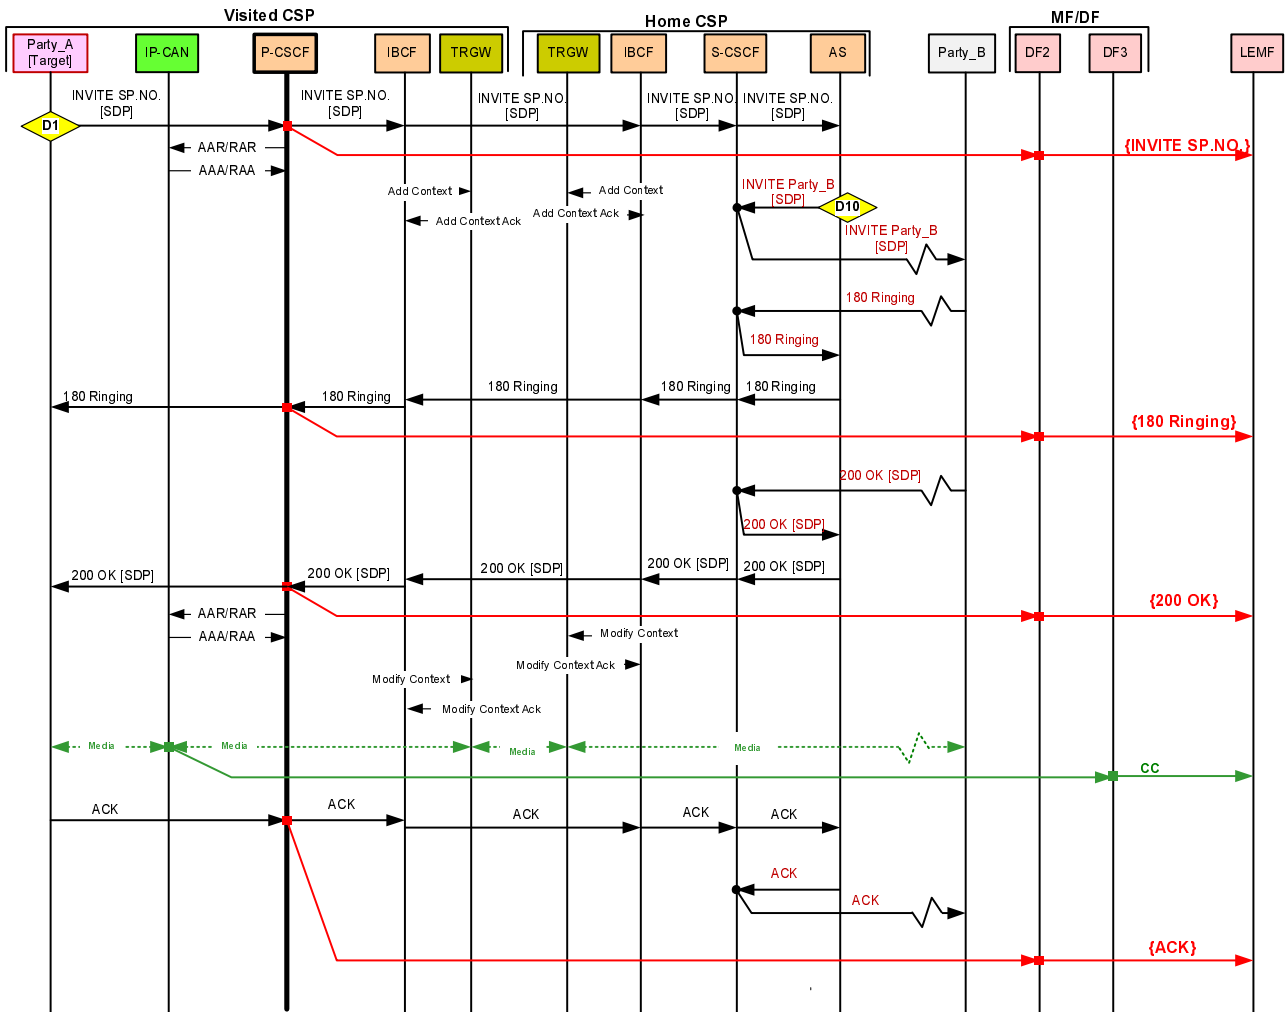 Visited CSP
Home CSP
MF/DF
Party_A
[Target]
IP-CAN
P-CSCF
IBCF
TRGW
TRGW
IBCF
S-CSCF
AS
Party_B
DF2
DF3
LEMF
INVITE SP.NO.
[SDP]
INVITE SP.NO.
[SDP]
INVITE SP.NO.
[SDP]
INVITE SP.NO.
[SDP]
INVITE SP.NO.
[SDP]
D1
{INVITE SP.NO.}
AAR/RAR
AAA/RAA
Add Context
Add Context
INVITE Party_B
[SDP]
D10
Add Context Ack
Add Context Ack
INVITE Party_B
[SDP]
180 Ringing
180 Ringing
180 Ringing
180 Ringing
180 Ringing
180 Ringing
180 Ringing
{180 Ringing}
200 OK [SDP]
200 OK [SDP]
200 OK [SDP]
200 OK [SDP]
200 OK [SDP]
200 OK [SDP]
200 OK [SDP]
{200 OK}
AAR/RAR
AAA/RAA
Modify Context
Modify Context Ack
Modify Context
Modify Context Ack
Media
Media
Media
Media
CC
ACK
ACK
ACK
ACK
ACK
ACK
ACK
{ACK}